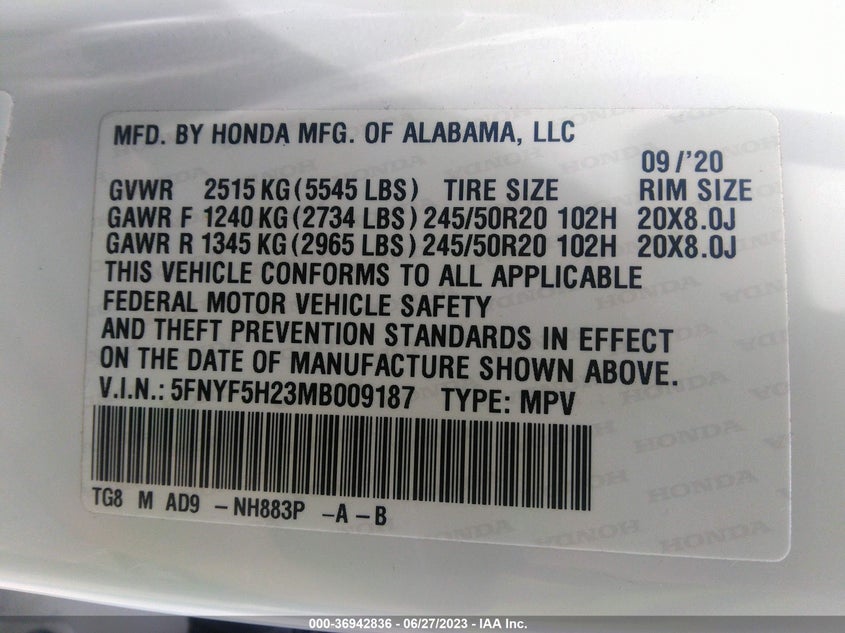 MFD. BY HONDA MFG. OF ALABAMA, LLC
09/'20
GVWR 2515 KG (5545 LBS) TIRE SIZE RIM SIZE
GAWR F 1240 KG (2734 LBS) 245/50R20 102H 20X8.0J
GAWR R 1345 KG (2965 LBS) 245/50R20 102H 20X8.0J
THIS VEHICLE CONFORMS TO ALL APPLICABLE
FEDERAL MOTOR VEHICLE SAFETY
AND THEFT PREVENTION STANDARDS IN EFFECT
ON THE DATE OF MANUFACTURE SHOWN ABOVE.
V.I.N.: 5FNYF5H23MB009187 TYPE: MPV
TG8 M AD9 -NH883P -A-B
000-36942836 - 06/27/2023 - IAA Inc.